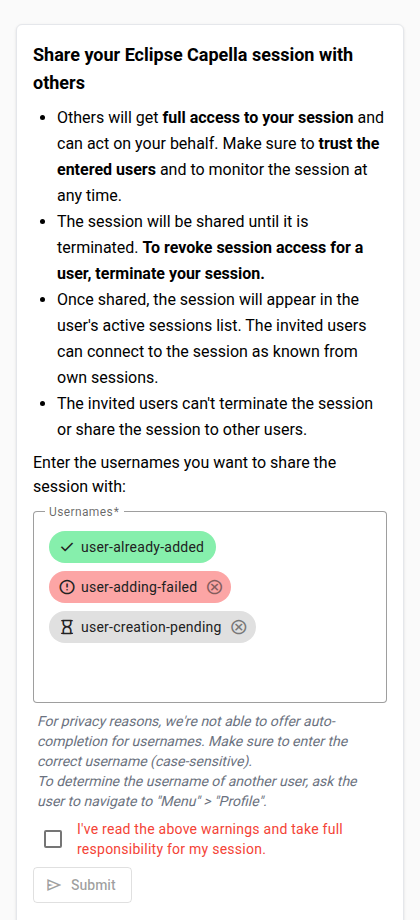 Share your Eclipse Capella session with
others
Others will get full access to your session and
can act on your behalf. Make sure to trust the
entered users and to monitor the session at
any time.
The session will be shared until it is
terminated. To revoke session access for a
user, terminate your session.
Once shared, the session will appear in the
user's active sessions list. The invited users
can connect to the session as known from
own sessions.
The invited users can't terminate the session
or share the session to other users.
Enter the usernames you want to share the
session with:
Usernames*
user-already-added
user-adding-failed
user-creation-pending
For privacy reasons, we're not able to offer auto-
completion for usernames. Make sure to enter the
correct username (case-sensitive).
To determine the username of another user, ask the
user to navigate to "Menu" > "Profile".
I've read the above warnings and take full
responsibility for my session.
Submit